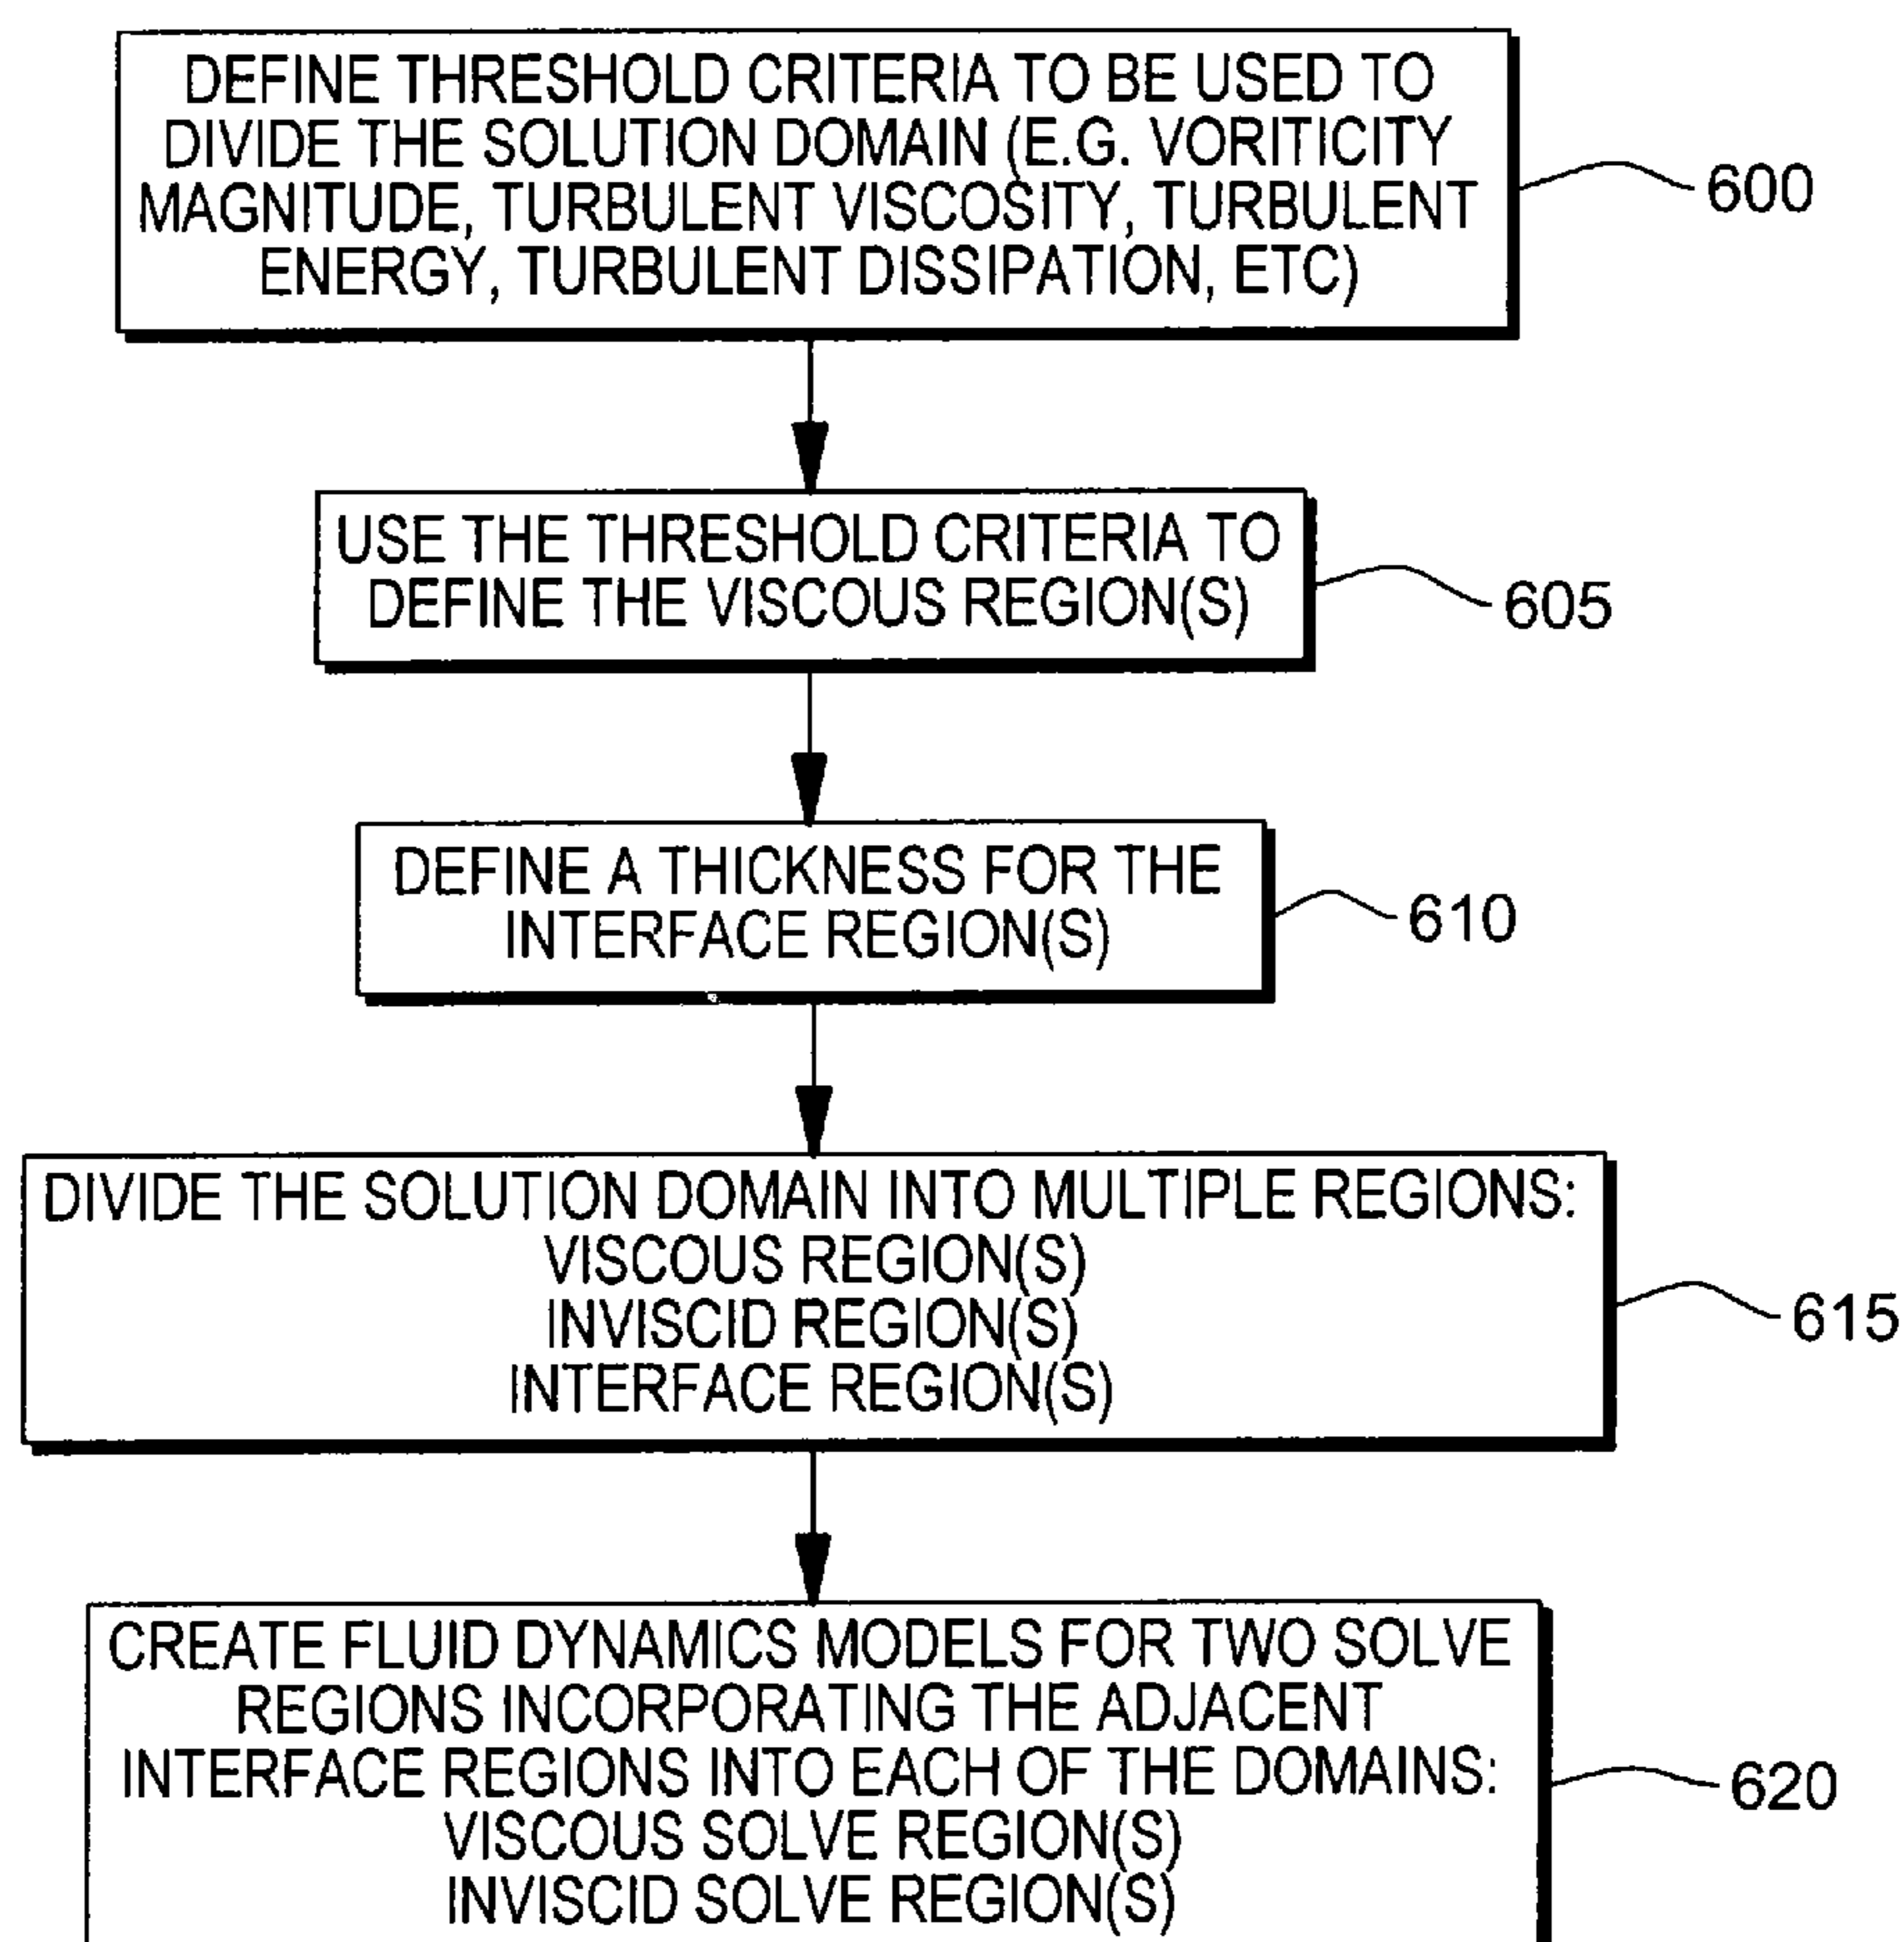 DEFINE THRESHOLD CRITERIA TO BE USED TO
DIVIDE THE SOLUTION DOMAIN (E.G. VORITICITY
MAGNITUDE, TURBULENT VISCOSITY, TURBULENT
ENERGY, TURBULENT DISSIPATION, ETC)
600
USE THE THRESHOLD CRITERIA TO
DEFINE THE VISCOUS REGION(S)
605
DEFINE A THICKNESS FOR THE
INTERFACE REGION(S)
610
DIVIDE THE SOLUTION DOMAIN INTO MULTIPLE REGIONS:
VISCOUS REGION(S)
INVISCID REGION(S)
INTERFACE REGION(S)
615
CREATE FLUID DYNAMICS MODELS FOR TWO SOLVE
REGIONS INCORPORATING THE ADJACENT
INTERFACE REGIONS INTO EACH OF THE DOMAINS:
VISCOUS SOLVE REGION(S)
INVISCID SOLVE REGION(S)
620